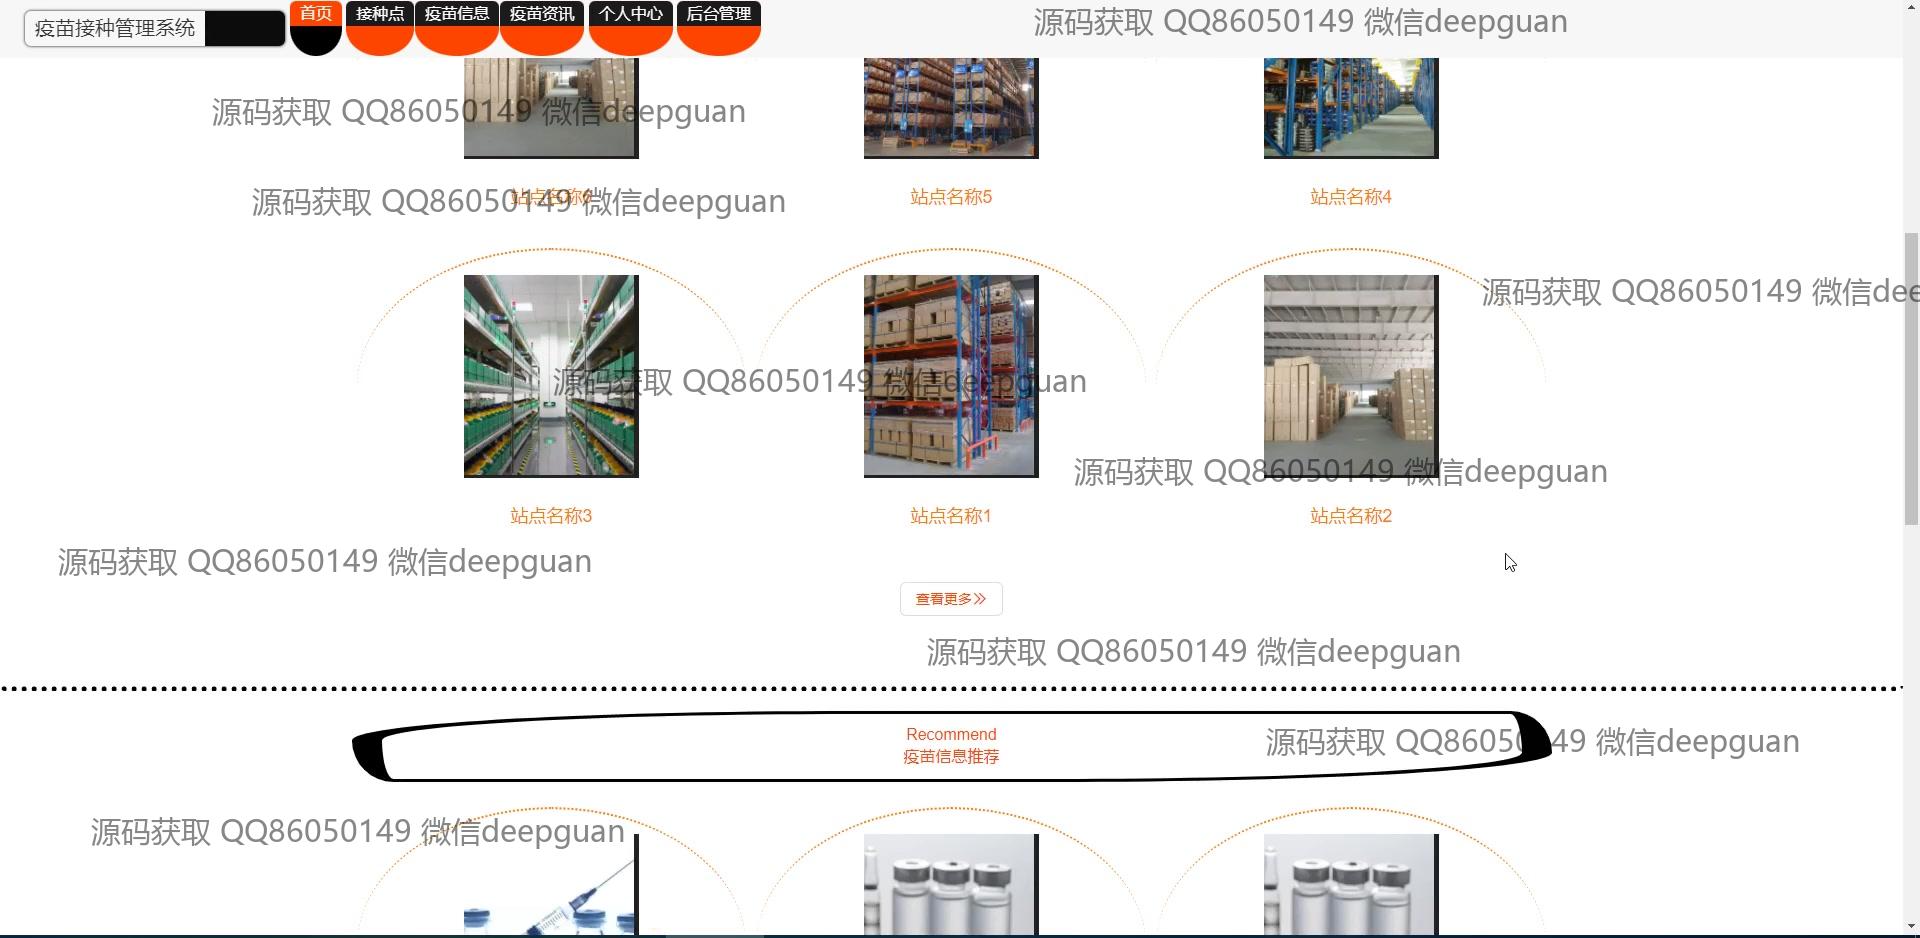 疫苗接种管理系统
首页
接种点
疫苗信息
疫苗资讯
个人中心
后台管理
源码获取 QQ86050149 微信deepguan
源码获取 QQ86050149 微信deepguan
站点名称6
站点名称5
站点名称4
源码获取 QQ86050149 微信deepguan
源码获取 QQ86050149 微信dee
源码获取 QQ86050149 微信deepguan
源码获取 QQ86050149 微信deepguan
站点名称3
站点名称1
站点名称2
源码获取 QQ86050149 微信deepguan
查看更多
源码获取 QQ86050149 微信deepguan
Recommend
疫苗信息推荐
源码获取 QQ86050149 微信deepguan
源码获取 QQ86050149 微信deepguan